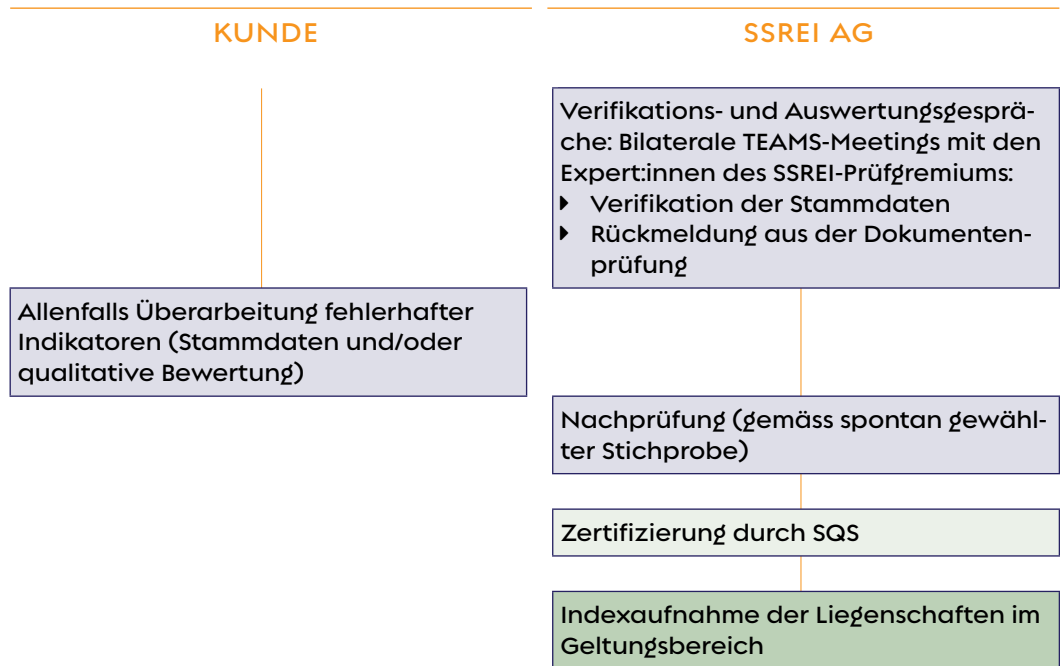 KUNDE
SSREI AG
Verifikations- und Auswertungsgesprä-
che: Bilaterale TEAMS-Meetings mit den
Expert:innen des SSREI-Prüfgremiums:
‣ Verifikation der Stammdaten
‣ Rückmeldung aus der Dokumenten-
prüfung
Allenfalls Überarbeitung fehlerhafter
Indikatoren (Stammdaten und/oder
qualitative Bewertung)
Nachprüfung (gemäss spontan gewähl-
ter Stichprobe)
Zertifizierung durch SQS
Indexaufnahme der Liegenschaften im
Geltungsbereich